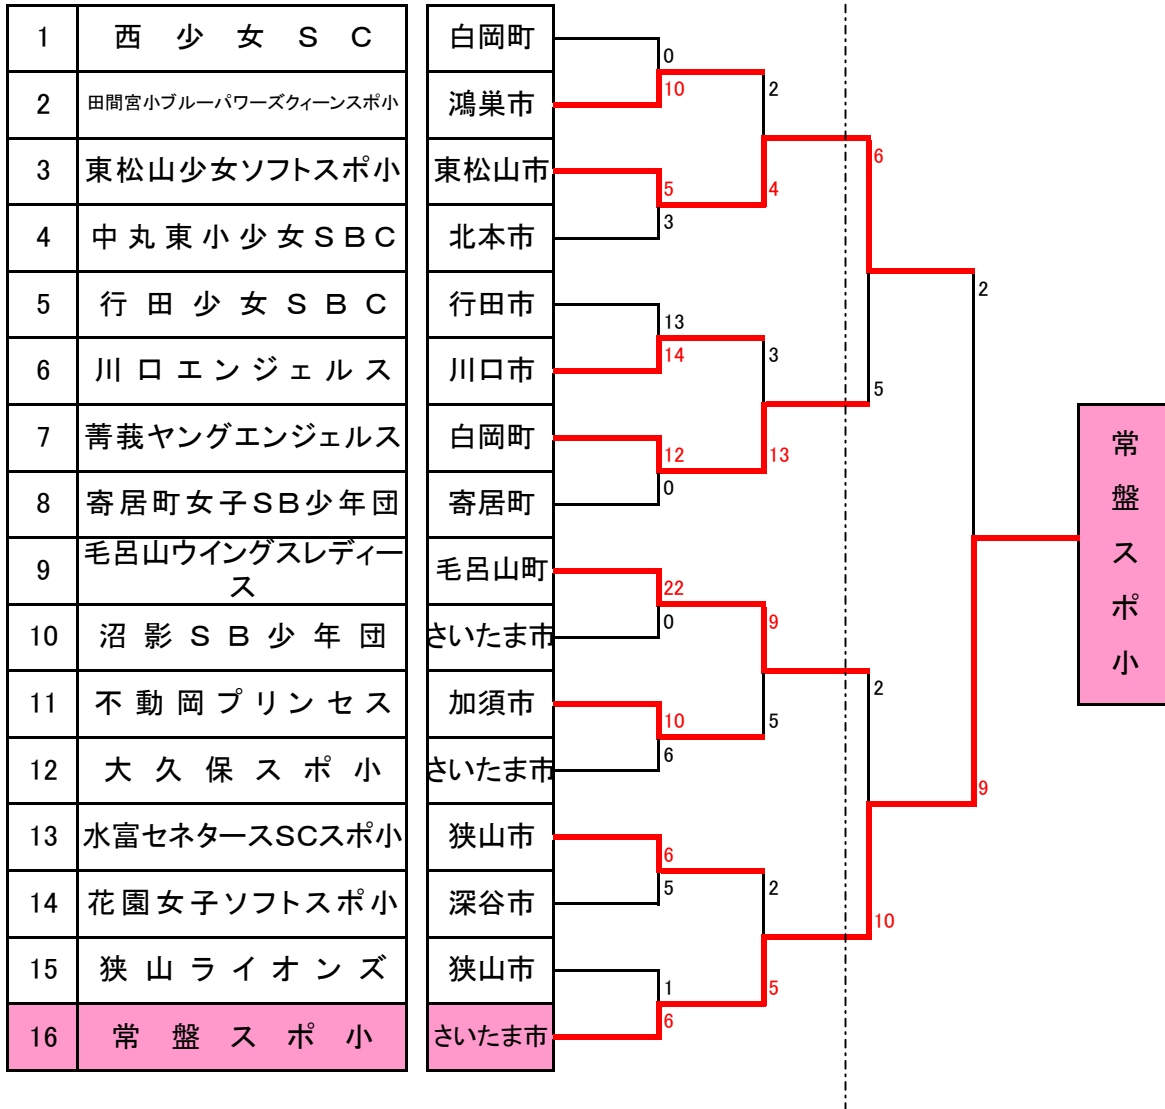 1 西少女SC 白岡町
2 田間宮小ブルーパワーズクィーンスポ小 鴻巣市
3 東松山少女ソフトスポ小 東松山市
4 中丸東小少女SBC 北本市
5 行田少女SBC 行田市
6 川口エンジェルス 川口市
7 菁莪ヤングエンジェルス 白岡町
8 寄居町女子SB少年団 寄居町
9 毛呂山ウイングスレディー
ス 毛呂山町
10 沼影SB少年団 さいたま市
11 不動岡プリンセス 加須市
12 大久保スポ小 さいたま市
13 水富セネタースSCスポ小 狭山市
14 花園女子ソフトスポ小 深谷市
15 狭山ライオンズ 狭山市
16 常盤スポ小 さいたま市
0
10
5
3
13
14
12
0
22
0
10
6
6
5
1
6
2
4
3
13
9
5
2
5
6
5
2
10
2
9
常盤スポ小